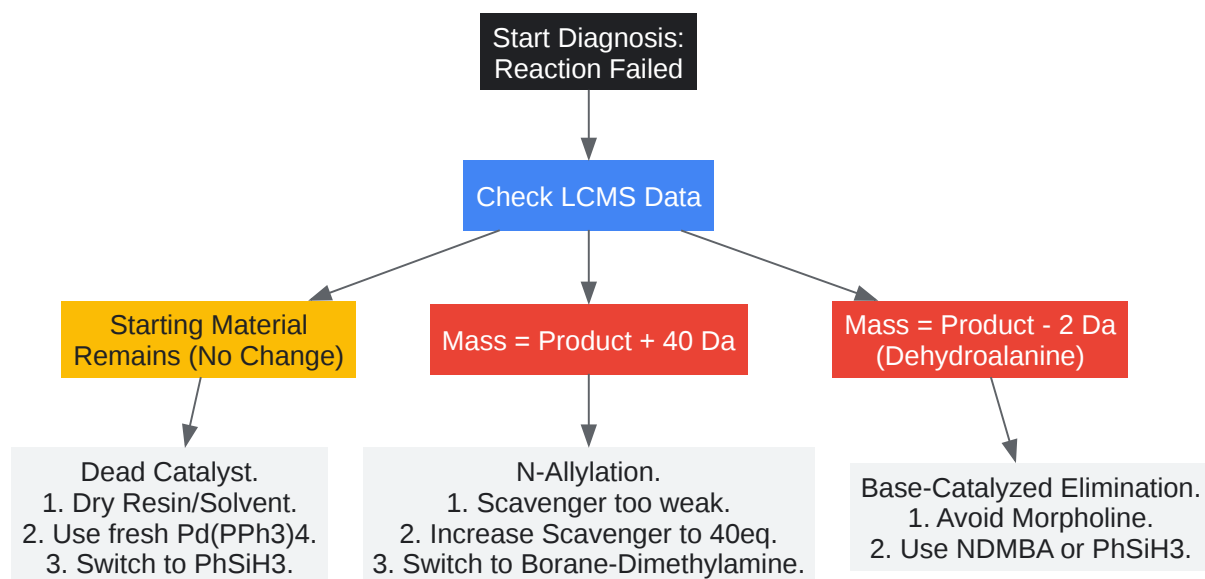 Start Diagnosis:
Reaction Failed
Check LCMS Data
Starting Material
Remains (No Change)
Mass = Product + 40 Da
Mass = Product - 2 Da
(Dehydroalanine)
Dead Catalyst.
1. Dry Resin/Solvent.
2. Use fresh Pd(PPh3)4.
3. Switch to PhSiH3.
N-Allylation.
1. Scavenger too weak.
2. Increase Scavenger to 40eq.
3. Switch to Borane-Dimethylamine.
Base-Catalyzed Elimination.
1. Avoid Morpholine.
2. Use NDMBA or PhSiH3.